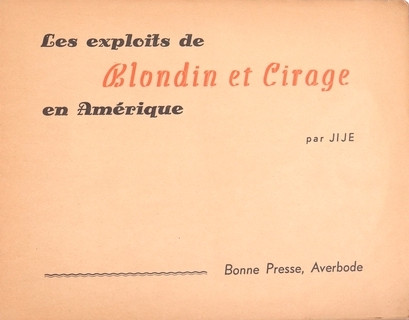 Les exploits de
Blondin et Cirage
en Amérique
par JIJE
Bonne Presse, Averbode